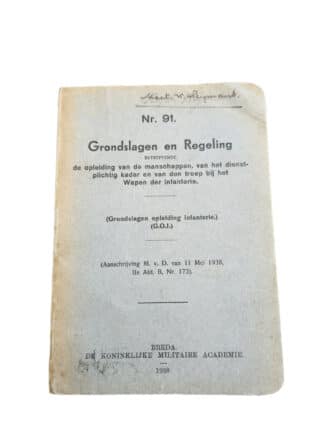 Nr. 91.
Grondslagen en Regeling
BETREFFENDE
de opleiding van de manschappen, van het dienst-
plichtig kader en van den troep bij het
Wapen der Infanterie.
(Grondslagen opleiding Infanterie.)
(G.O.I.)
(Aanschrijving M. v. D. van 11 Mei 1938,
IIe Afd. B, Nr. 173).
BREDA.
DE KONINKLIJKE MILITAIRE ACADEMIE.
1938